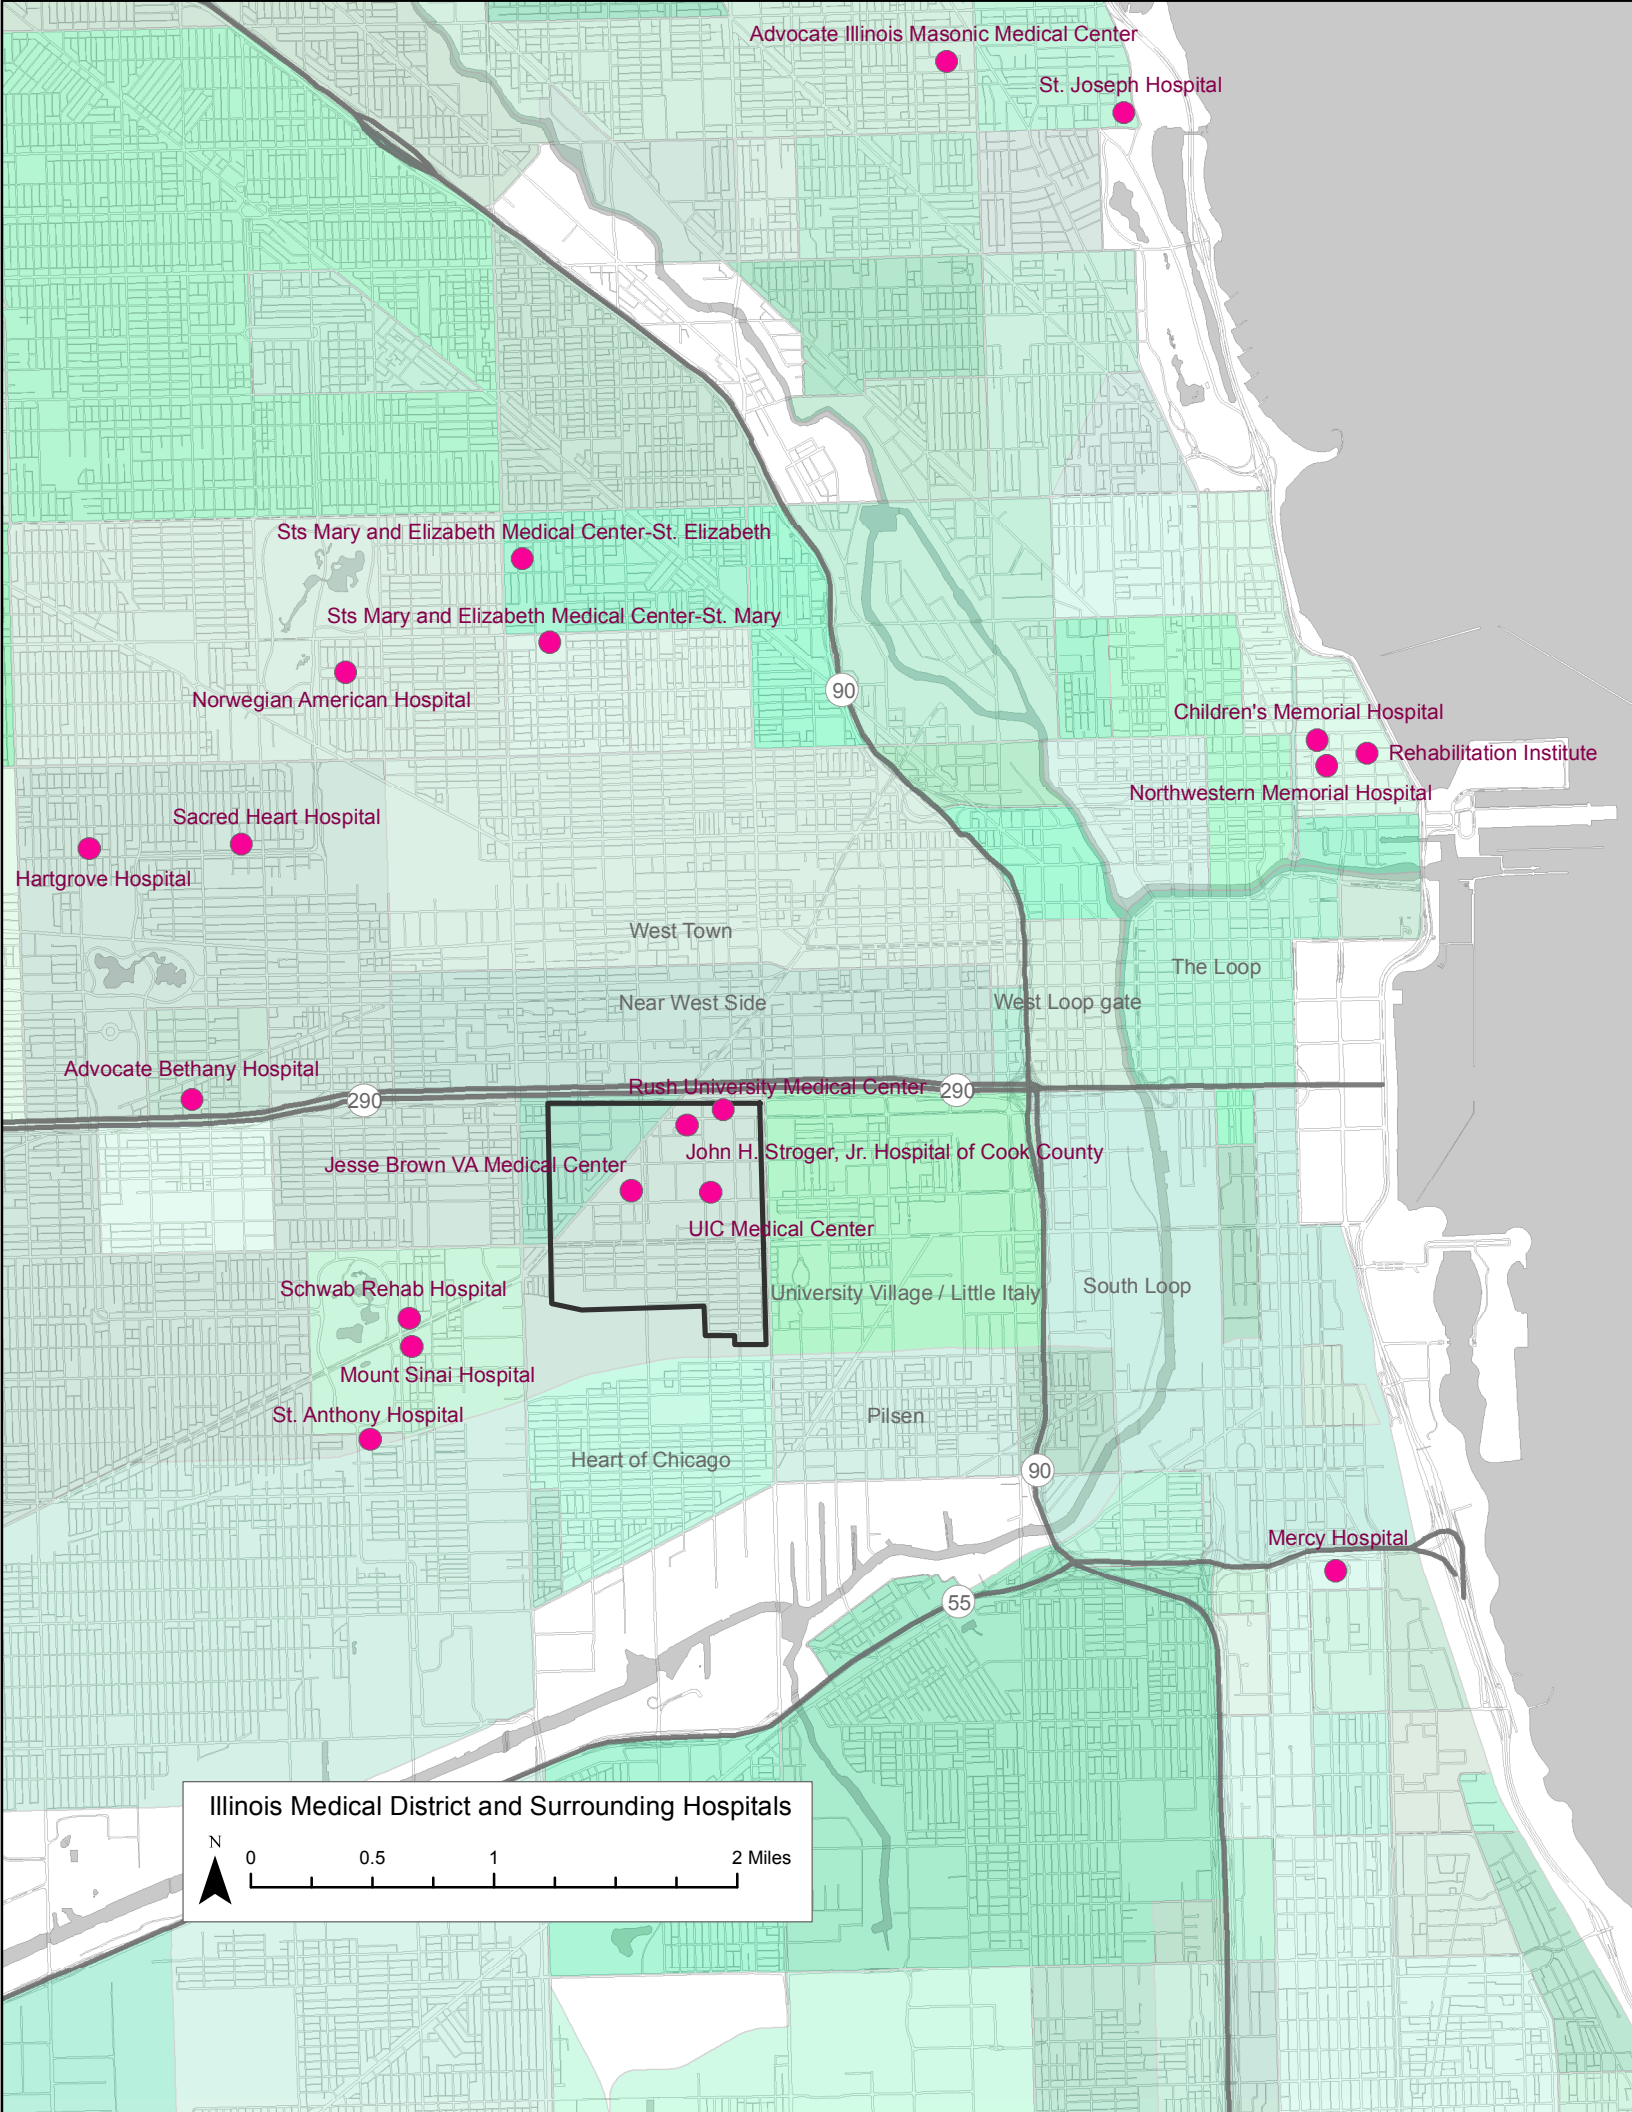 Advocate Illinois Masonic Medical Center
St. Joseph Hospital
Sts Mary and Elizabeth Medical Center-St. Elizabeth
Sts Mary and Elizabeth Medical Center-St. Mary
90
Norwegian American Hospital
Children's Memorial Hospital
Rehabilitation Institute
Northwestern Memorial Hospital
Sacred Heart Hospital
Hartgrove Hospital
West Town
The Loop
Near West Side
West Loop gate
Advocate Bethany Hospital
Rush University Medical Center
290
290
John H. Stroger, Jr. Hospital of Cook County
Jesse Brown VA Medical Center
UIC Medical Center
Schwab Rehab Hospital
University Village / Little Italy
South Loop
Mount Sinai Hospital
St. Anthony Hospital
Pilsen
Heart of Chicago
90
Mercy Hospital
55
Illinois Medical District and Surrounding Hospitals
N
0 0.5 1 2 Miles